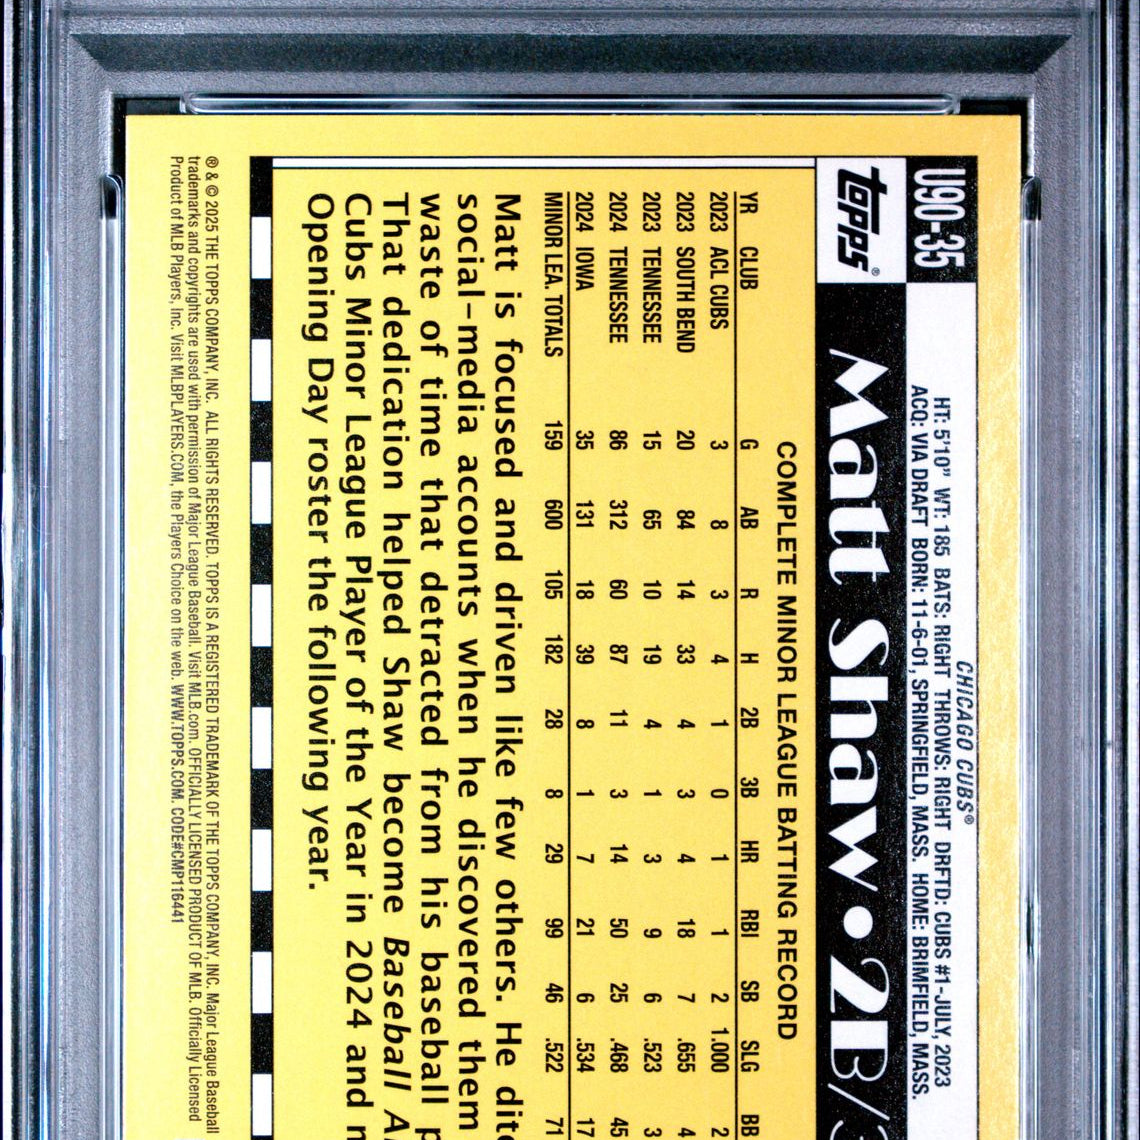 U90-35
CHICAGO CUBS®
HT: 5'10" WT: 185 BATS: RIGHT THROWS: RIGHT DRFTD: CUBS #1-JULY, 2023
ACQ: VIA DRAFT BORN: 11-6-01, SPRINGFIELD, MASS. HOME: BRIMFIELD, MASS.
topps® Matt Shaw • 2B/
COMPLETE MINOR LEAGUE BATTING RECORD
YR CLUB G AB R H 2B 3B HR RBI SB SLG BB
2023 ACL CUBS 3 8 3 4 1 0 1 1 2 1.000 2
2023 SOUTH BEND 20 84 14 33 4 3 4 18 7 .655 4
2023 TENNESSEE 15 65 10 19 4 1 3 9 6 .523 3
2024 TENNESSEE 86 312 60 87 11 3 14 50 25 .468 45
2024 IOWA 35 131 18 39 8 1 7 21 6 .534 17
MINOR LEA. TOTALS 159 600 105 182 28 8 29 99 46 .522 71
Matt is focused and driven like few others. He
social-media accounts when he discovered them
waste of time that detracted from his baseball
That dedication helped Shaw become Baseball
Cubs Minor League Player of the Year in 2024 and
Opening Day roster the following year.
® & © 2025 THE TOPPS COMPANY, INC. ALL RIGHTS RESERVED. TOPPS IS A REGISTERED TRADEMARK OF THE TOPPS COMPANY, INC. Major League Baseball
trademarks and copyrights are used with permission of Major League Baseball. Visit MLB.com. OFFICIALLY LICENSED PRODUCT OF MLB. Officially Licensed
Product of MLB Players, Inc. Visit MLBPLAYERS.COM, the Players Choice on the web. WWW.TOPPS.COM. CODE#CMP116441